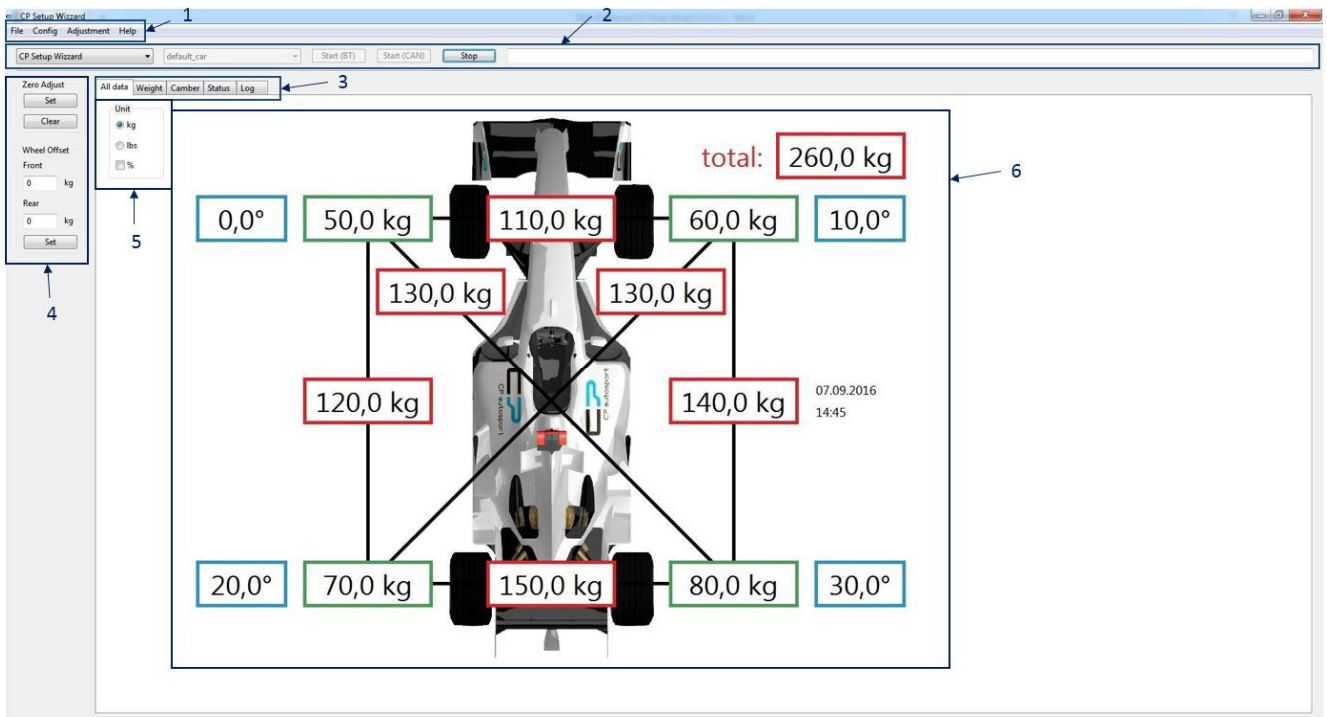 CP Setup Wizzard
1
2
File Config Adjustment Help
CP Setup Wizzard default_car Start (BT) Start (CAN) Stop
Zero Adjust
Set
Clear
Wheel Offset
Front
0 kg
Rear
0 kg
Set
4
All data Weight Camber Status Log
3
Unit
kg
lbs
%
5
total: 260,0 kg
6
0,0° 50,0 kg 110,0 kg 60,0 kg 10,0°
130,0 kg 130,0 kg
120,0 kg 140,0 kg
CP autosport
CP autosport
07.09.2016
14:45
20,0° 70,0 kg 150,0 kg 80,0 kg 30,0°